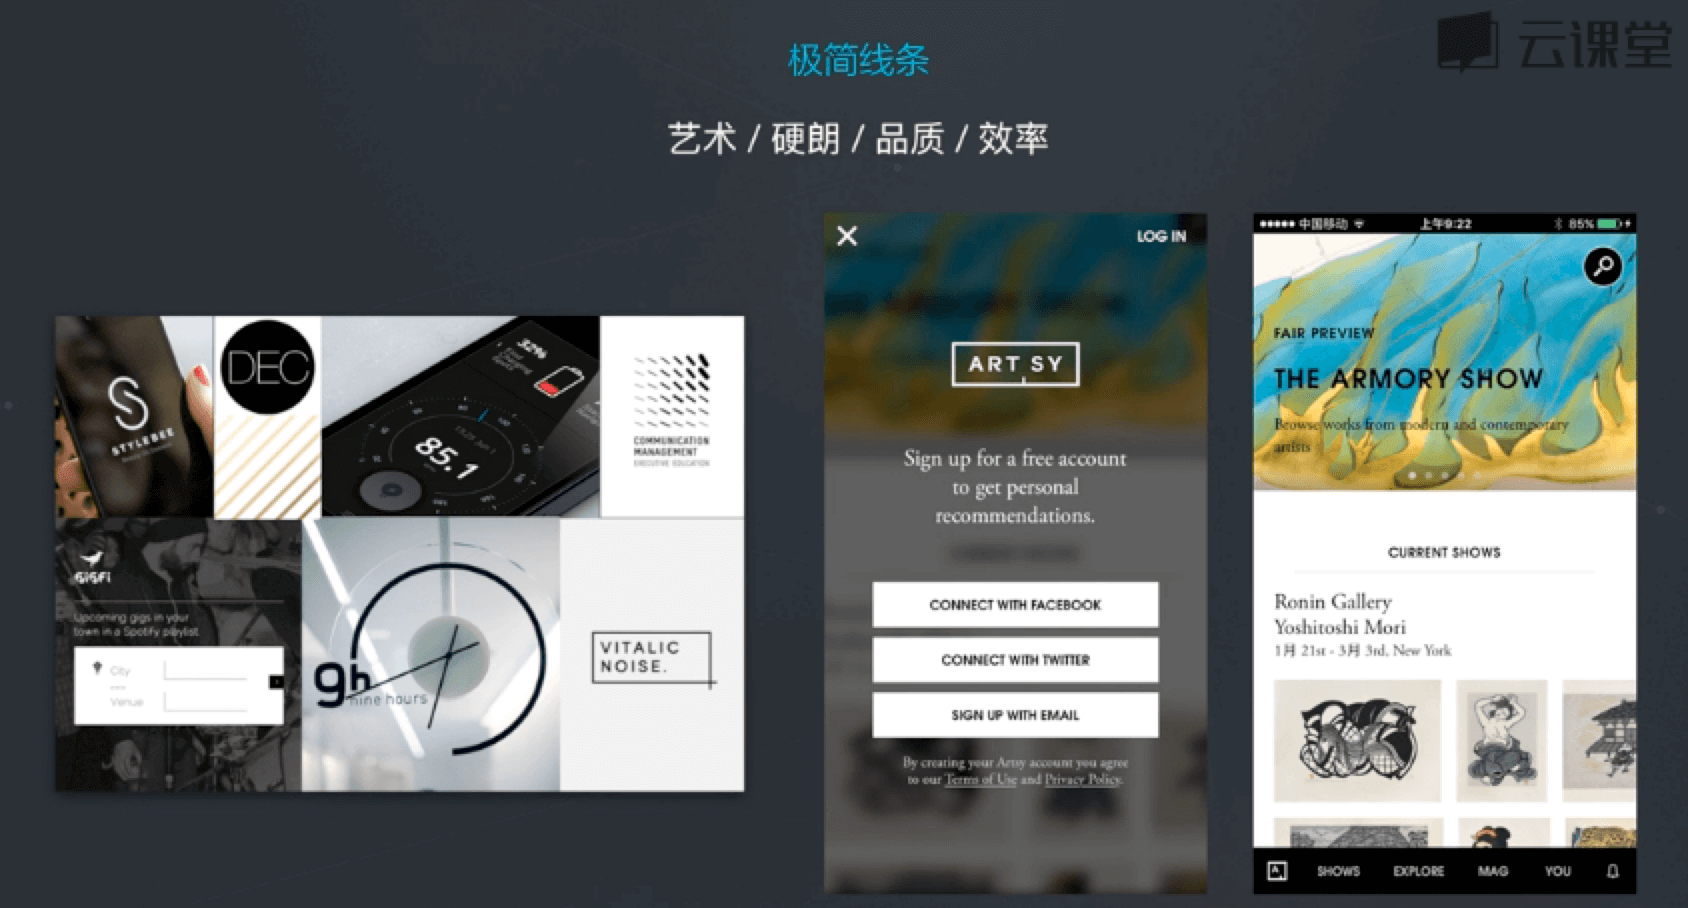 云课堂
极简线条
艺术 / 硬朗 / 品质 / 效率
STYLEBEE
DEC
32%
85.1
COMMUNICATION
MANAGEMENT
EXECUTIVE EDUCATION
GIGFI
Upcoming gigs in your
town in a Spotify playlist
City
Venue
9h
nine hours
VITALIC
NOISE.
LOG IN
ARTSY
Sign up for a free account
to get personal
recommendations.
CONNECT WITH FACEBOOK
CONNECT WITH TWITTER
SIGN UP WITH EMAIL
By creating your Artsy account you agree
to our Terms of Use and Privacy Policy.
中国移动 上午9:22 85%
FAIR PREVIEW
THE ARMORY SHOW
Browse works from modern and contemporary
artists
CURRENT SHOWS
Ronin Gallery
Yoshitoshi Mori
1月 21st - 3月 3rd, New York
SHOWS EXPLORE MAG YOU